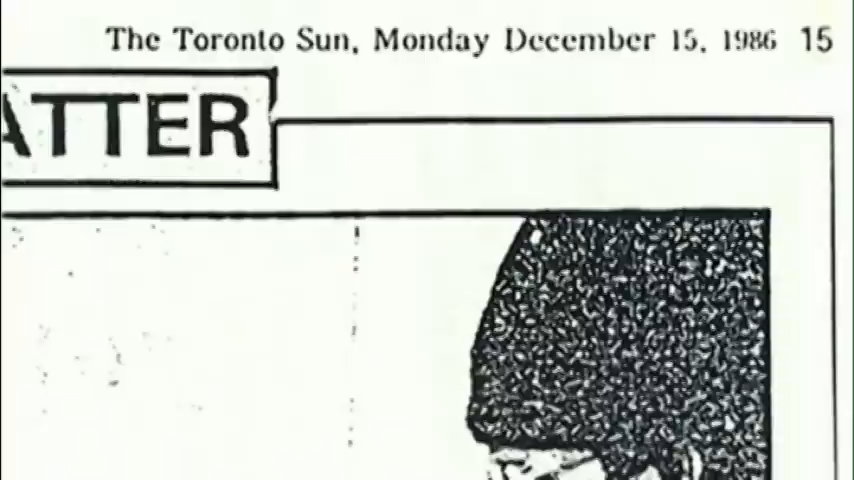 The Toronto Sun, Monday December 15, 1986 15
ATTER